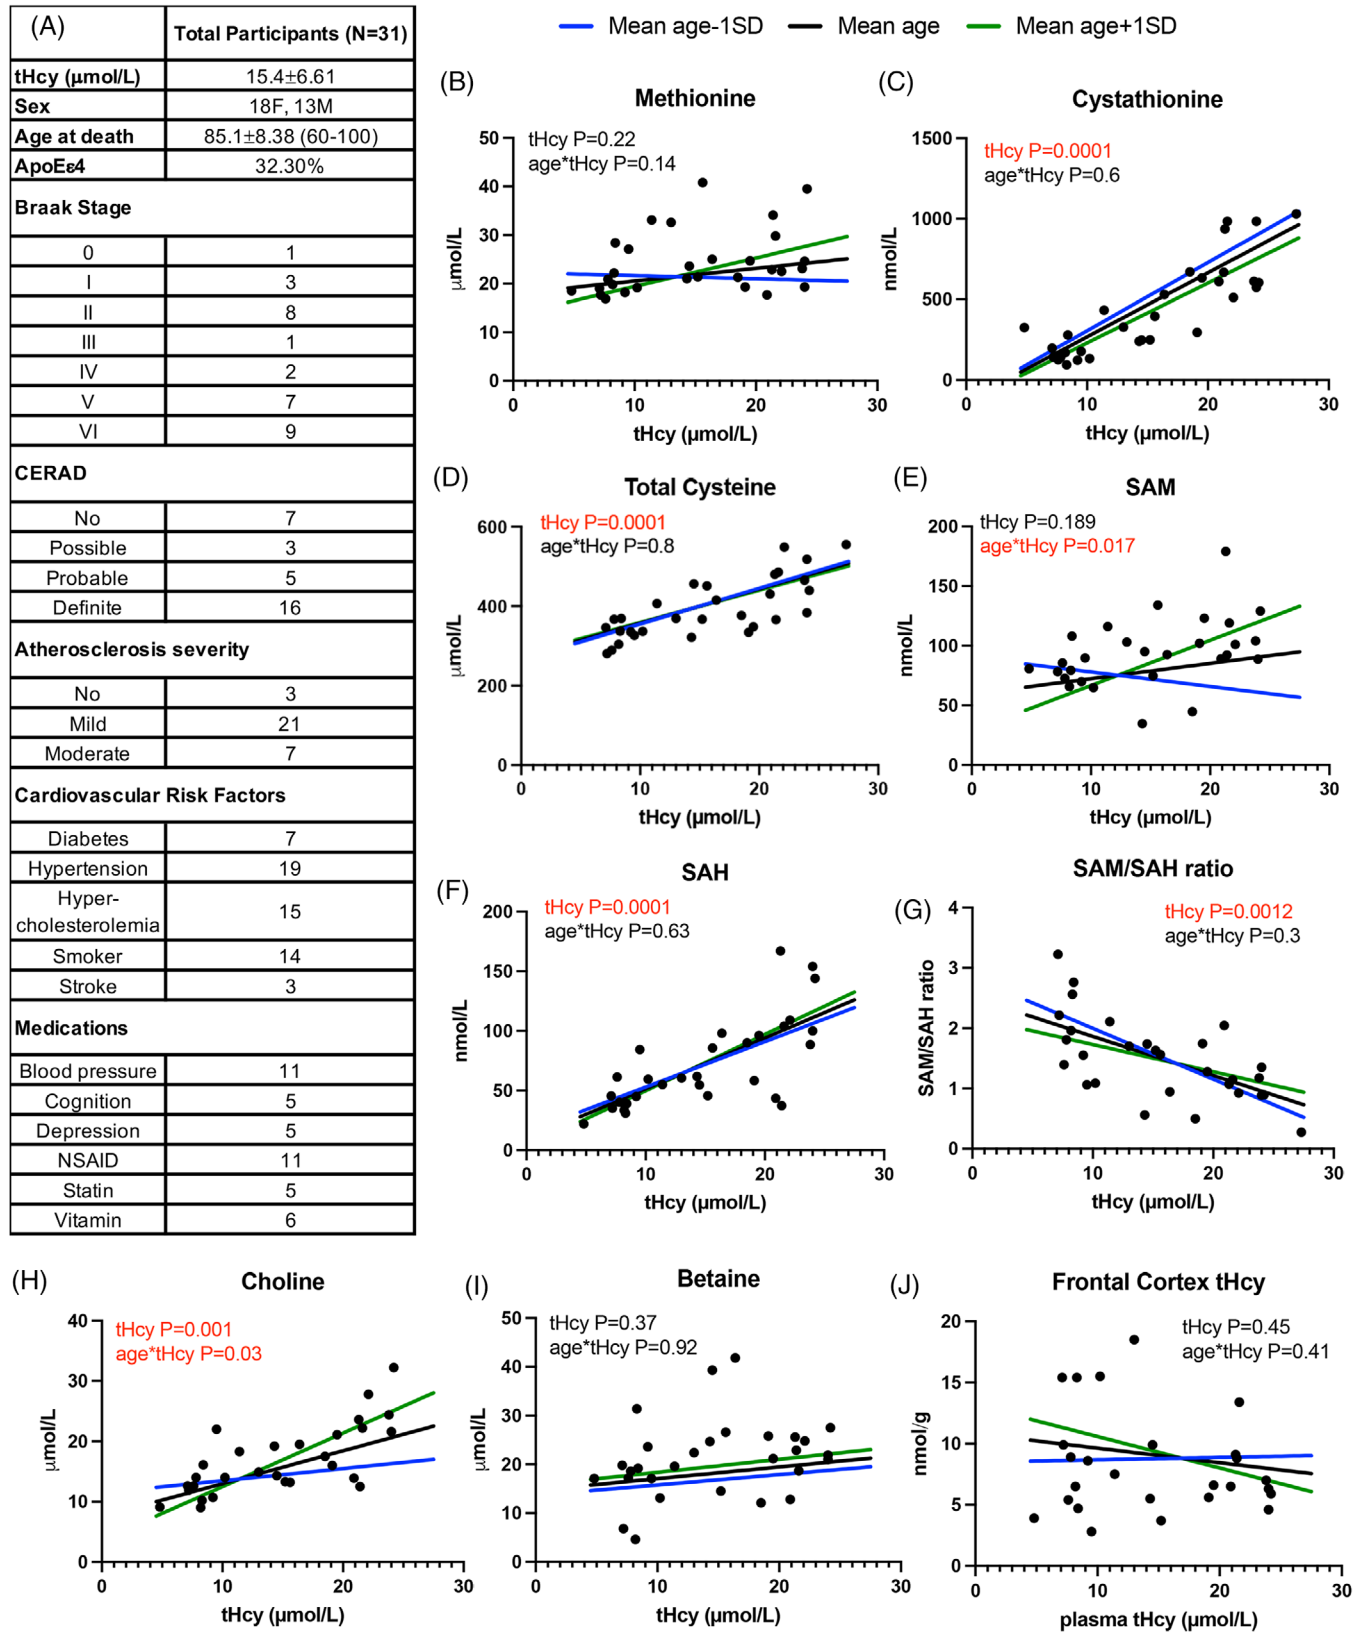 (A)
Total Participants (N=31)
tHcy (µmol/L) 15.4±6.61
Sex 18F, 13M
Age at death 85.1±8.38 (60-100)
ApoEε4 32.30%
Braak Stage
0 1
I 3
II 8
III 1
IV 2
V 7
VI 9
CERAD
No 7
Possible 3
Probable 5
Definite 16
Atherosclerosis severity
No 3
Mild 21
Moderate 7
Cardiovascular Risk Factors
Diabetes 7
Hypertension 19
Hyper-
cholesterolemia 15
Smoker 14
Stroke 3
Medications
Blood pressure 11
Cognition 5
Depression 5
NSAID 11
Statin 5
Vitamin 6
Mean age-1SD Mean age Mean age+1SD
(B)
Methionine
tHcy P=0.22
age*tHcy P=0.14
µmol/L
50
40
30
20
10
0
0 10 20 30
tHcy (µmol/L)
(C)
Cystathionine
tHcy P=0.0001
age*tHcy P=0.6
nmol/L
1500
1000
500
0
0 10 20 30
tHcy (µmol/L)
(D)
Total Cysteine
tHcy P=0.0001
age*tHcy P=0.8
µmol/L
600
400
200
0
0 10 20 30
tHcy (µmol/L)
(E)
SAM
tHcy P=0.189
age*tHcy P=0.017
nmol/L
200
150
100
50
0
0 10 20 30
tHcy (µmol/L)
(F)
SAH
tHcy P=0.0001
age*tHcy P=0.63
nmol/L
200
150
100
50
0
0 10 20 30
tHcy (µmol/L)
(G)
SAM/SAH ratio
tHcy P=0.0012
age*tHcy P=0.3
SAM/SAH ratio
4
3
2
1
0
0 10 20 30
tHcy (µmol/L)
(H)
Choline
tHcy P=0.001
age*tHcy P=0.03
µmol/L
40
30
20
10
0
0 10 20 30
tHcy (µmol/L)
(I)
Betaine
tHcy P=0.37
age*tHcy P=0.92
µmol/L
50
40
30
20
10
0
0 10 20 30
tHcy (µmol/L)
(J)
Frontal Cortex tHcy
tHcy P=0.45
age*tHcy P=0.41
nmol/g
20
15
10
5
0
0 10 20 30
plasma tHcy (µmol/L)